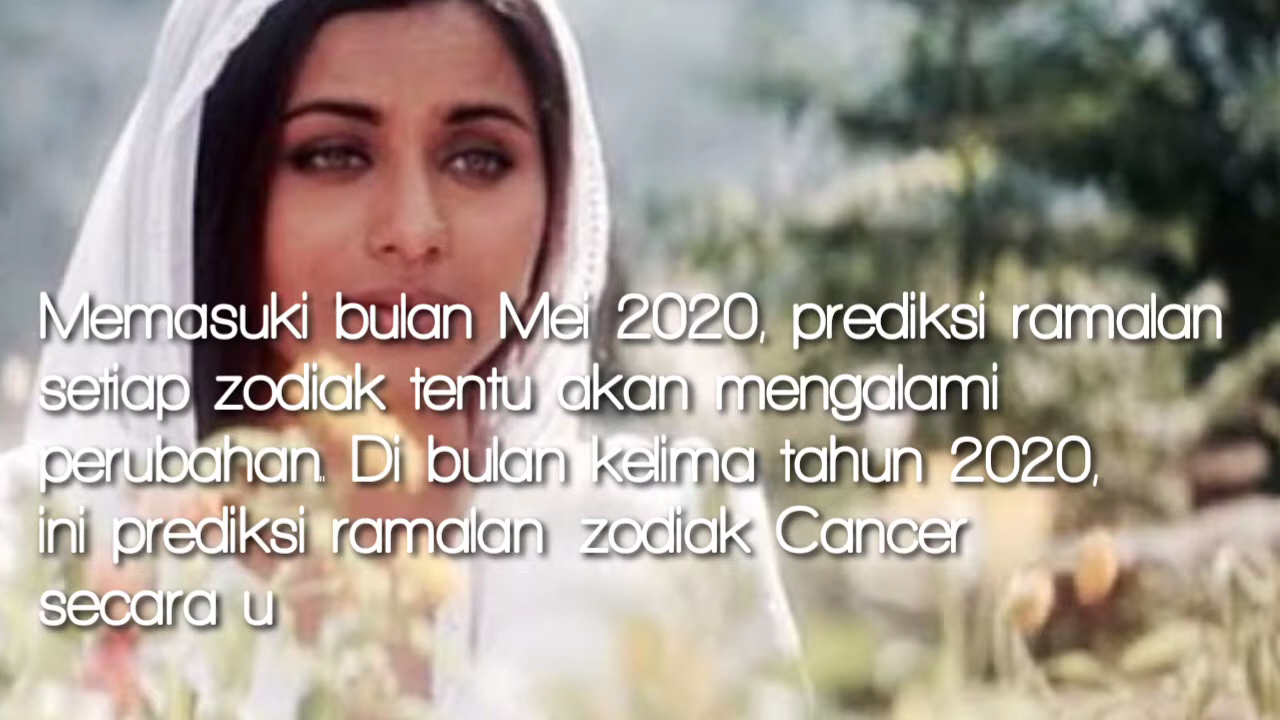 Memasuki bulan Mei 2020, prediksi ramalan
setiap zodiak tentu akan mengalami
perubahan.. Di bulan kelima tahun 2020,
ini prediksi ramalan zodiak Cancer
secara u